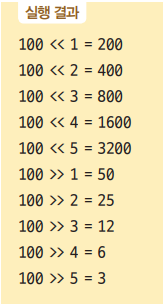 실행 결과
100 << 1 = 200
100 << 2 = 400
100 << 3 = 800
100 << 4 = 1600
100 << 5 = 3200
100 >> 1 = 50
100 >> 2 = 25
100 >> 3 = 12
100 >> 4 = 6
100 >> 5 = 3